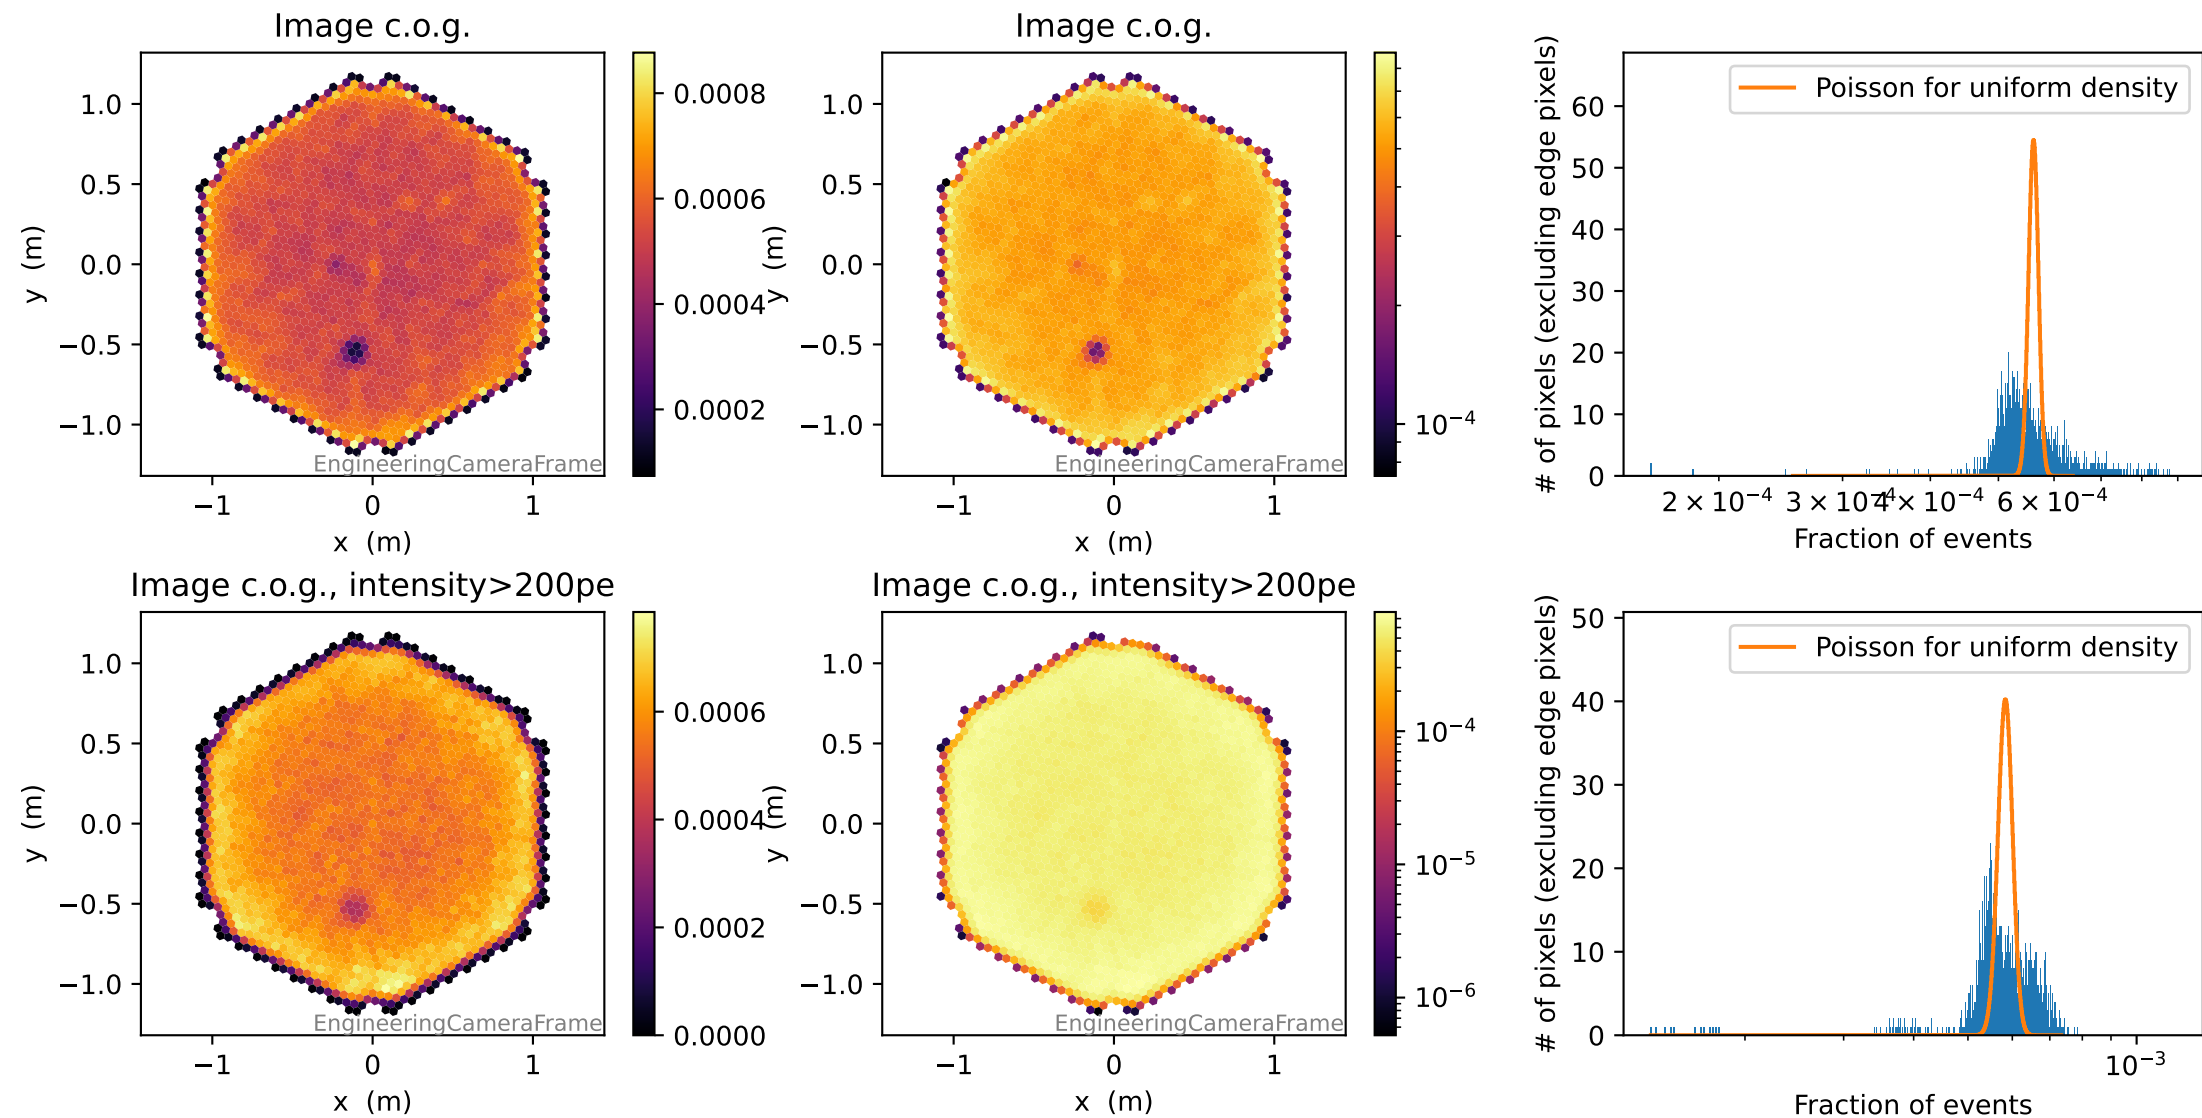 Image c.o.g.
1.0
0.5
0.0
−0.5
−1.0
y (m)
−1 0 1
x (m)
EngineeringCameraFrame
0.0008
0.0006
0.0004
0.0002
Image c.o.g.
1.0
0.5
0.0
−0.5
−1.0
y (m)
−1 0 1
x (m)
EngineeringCameraFrame
10⁻⁴
Poisson for uniform density
# of pixels (excluding edge pixels)
60
50
40
30
20
10
0
2×10⁻⁴ 3×10⁻⁴ 4×10⁻⁴ 6×10⁻⁴
Fraction of events
Image c.o.g., intensity>200pe
1.0
0.5
0.0
−0.5
−1.0
y (m)
−1 0 1
x (m)
EngineeringCameraFrame
0.0006
0.0004
0.0002
0.0000
Image c.o.g., intensity>200pe
1.0
0.5
0.0
−0.5
−1.0
y (m)
−1 0 1
x (m)
EngineeringCameraFrame
10⁻⁴
10⁻⁵
10⁻⁶
Poisson for uniform density
# of pixels (excluding edge pixels)
50
40
30
20
10
0
10⁻³
Fraction of events